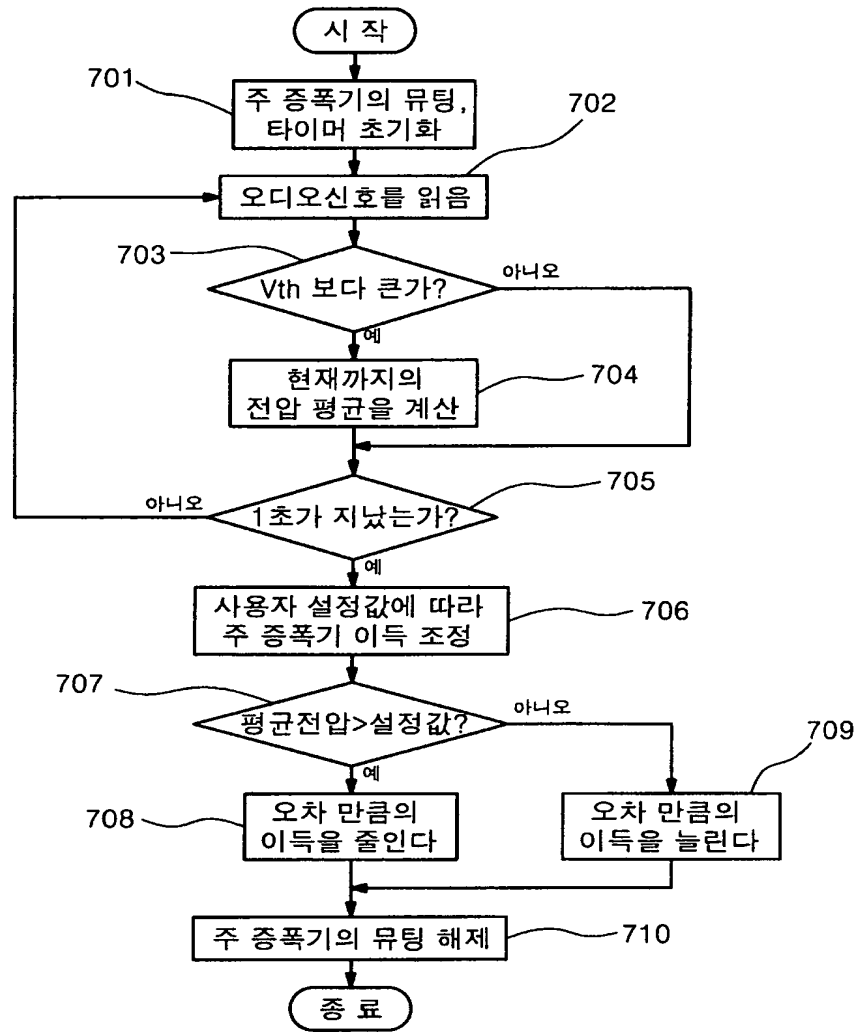 시 작
701
주 증폭기의 뮤팅,
타이머 초기화
702
오디오신호를 읽음
703
Vth 보다 큰가?
아니오
예
현재까지의
전압 평균을 계산
704
1초가 지났는가?
705
아니오
예
사용자 설정값에 따라
주 증폭기 이득 조정
706
707
평균전압>설정값?
아니오
예
708
오차 만큼의
이득을 줄인다
709
오차 만큼의
이득을 늘린다
주 증폭기의 뮤팅 해제
710
종 료